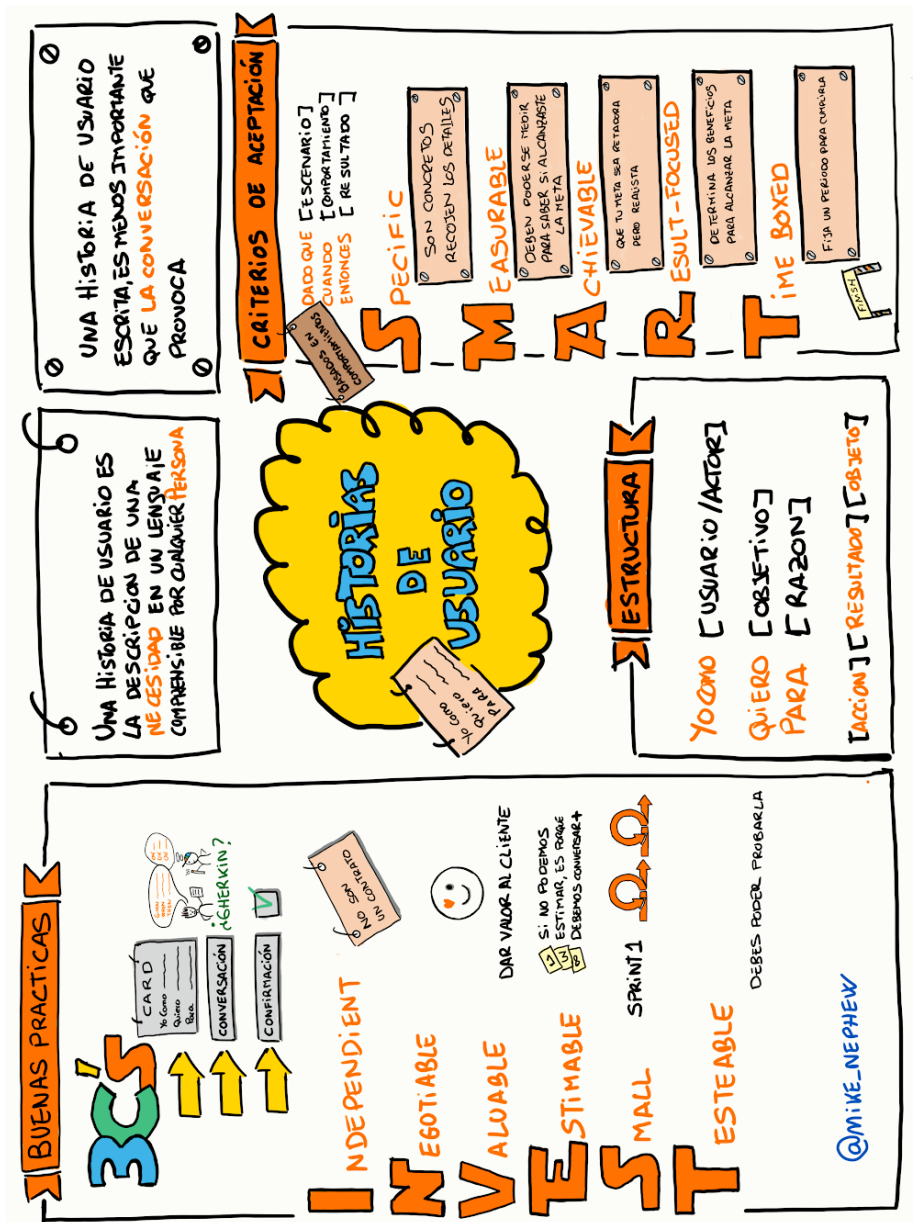 BUENAS PRACTICAS
3C's
CARD
Yo Como
Quiero
Para
CONVERSACIÓN
¿GHERKIN?
CONFIRMACIÓN
INDEPENDIENT
NEGOTIABLE
NO SON
UN CONTRATO
VALUABLE
DAR VALOR AL CLIENTE
ESTIMABLE
1
3
8
SI NO PODEMOS
ESTIMAR, ES PORQUE
DEBEMOS CONVERSAR+
SMALL
SPRINT 1
TESTEABLE
DEBES PODER PROBARLA
@MIKE_NEPHEW
UNA HISTORIA DE USUARIO ES
LA DESCRIPCION DE UNA
NECESIDAD EN UN LENGUAJE
COMPRENSIBLE POR CUALQUIER PERSONA
UNA HISTORIA DE USUARIO
ESCRITA, ES MENOS IMPORTANTE
QUE LA CONVERSACIÓN QUE
PROVOCA
HISTORIAS
DE
USUARIO
Yo Como
Quiero
PARA
ESTRUCTURA
YO COMO [USUARIO/ACTOR]
QUIERO [OBJETIVO]
PARA [RAZON]
[ACCION] [RESULTADO] [OBJETO]
CRITERIOS DE ACEPTACIÓN
BASADOS EN
COMPORTAMIENTOS
DADO QUE [ESCENARIO]
CUANDO [COMPORTAMIENTO]
ENTONCES [RESULTADO]
SPECIFIC
SON CONCRETOS
RECOJEN LOS DETALLES
MEASURABLE
DEBEN PODERSE MEDIR
PARA SABER SI ALCANZASTE
LA META
ACHIEVABLE
QUE TU META SEA RETADORA
PERO REALISTA
RESULT-FOCUSED
DETERMINA LOS BENEFICIOS
PARA ALCANZAR LA META
TIME BOXED
FIJA UN PERIODO PARA CUMPLIRLA
FINISH